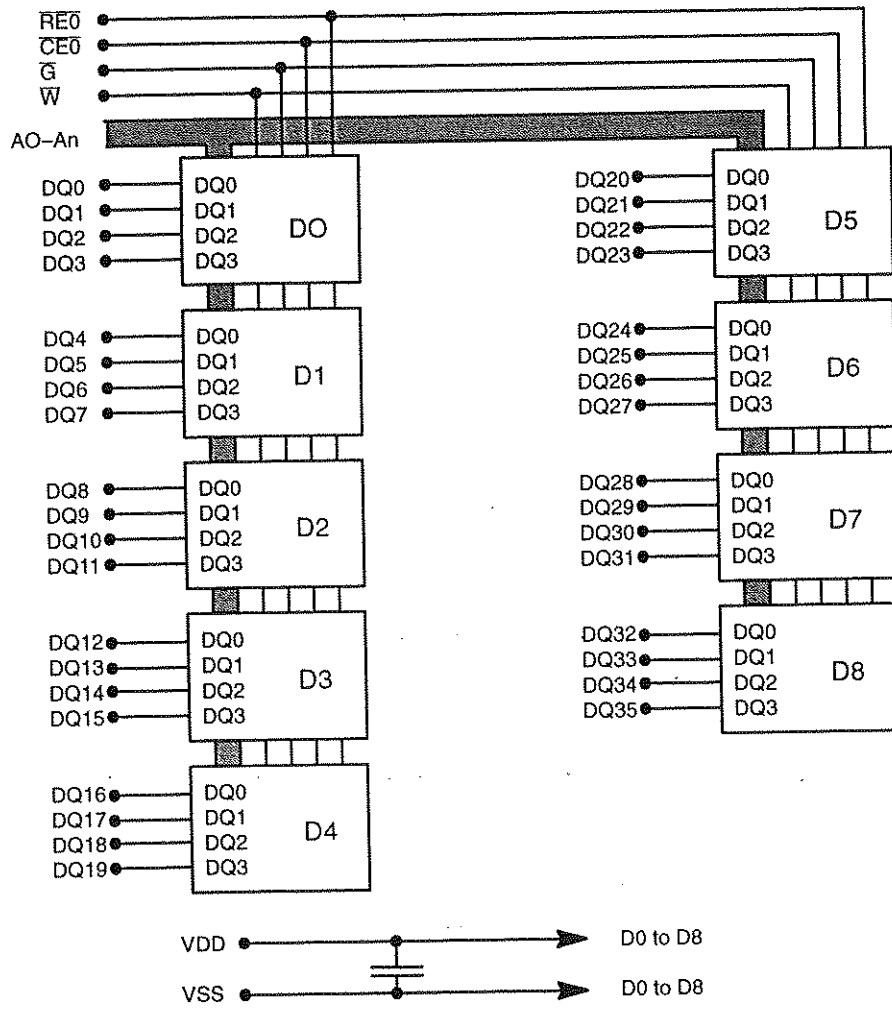 R̅E̅0̅
C̅E̅0̅
G̅
W̅
AO–An
DQ0
DQ1
DQ2
DQ3
DQ0
DQ1
DQ2
DQ3
DO
DQ4
DQ5
DQ6
DQ7
DQ0
DQ1
DQ2
DQ3
D1
DQ8
DQ9
DQ10
DQ11
DQ0
DQ1
DQ2
DQ3
D2
DQ12
DQ13
DQ14
DQ15
DQ0
DQ1
DQ2
DQ3
D3
DQ16
DQ17
DQ18
DQ19
DQ0
DQ1
DQ2
DQ3
D4
DQ20
DQ21
DQ22
DQ23
DQ0
DQ1
DQ2
DQ3
D5
DQ24
DQ25
DQ26
DQ27
DQ0
DQ1
DQ2
DQ3
D6
DQ28
DQ29
DQ30
DQ31
DQ0
DQ1
DQ2
DQ3
D7
DQ32
DQ33
DQ34
DQ35
DQ0
DQ1
DQ2
DQ3
D8
VDD
D0 to D8
VSS
D0 to D8